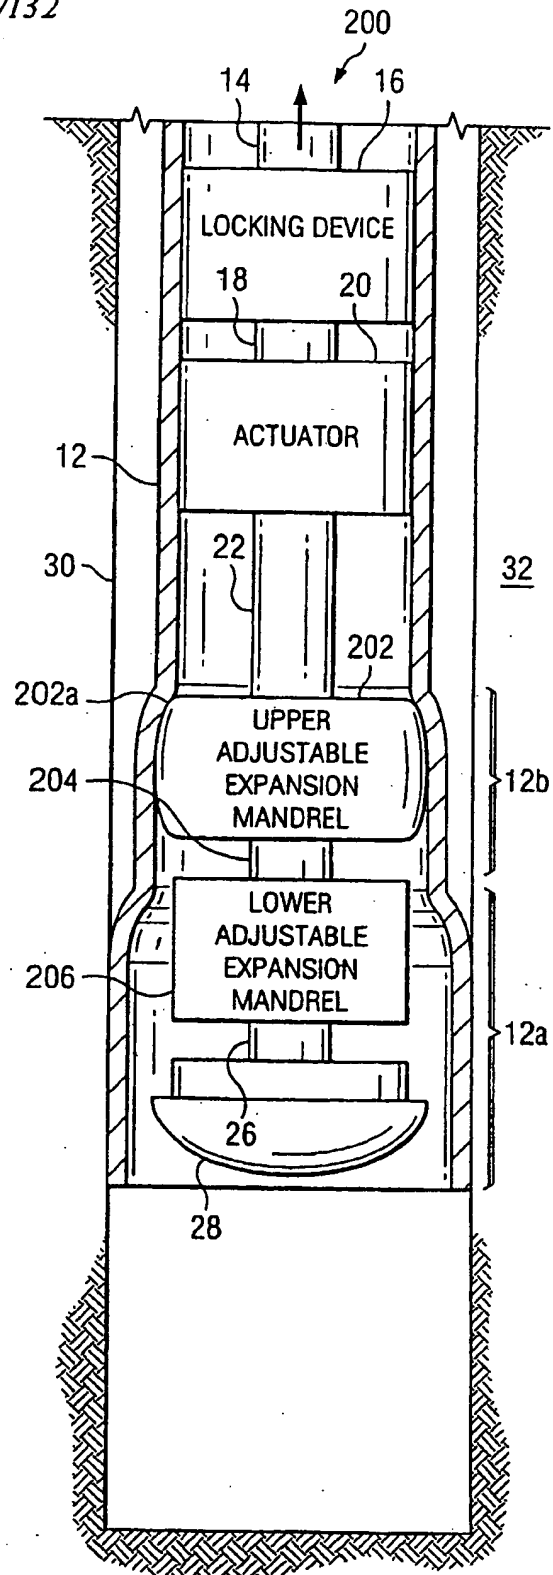 200
14
16
LOCKING DEVICE
18
20
ACTUATOR
12
22
30
32
202
202a
UPPER
ADJUSTABLE
EXPANSION
MANDREL
12b
204
LOWER
ADJUSTABLE
EXPANSION
MANDREL
206
12a
26
28